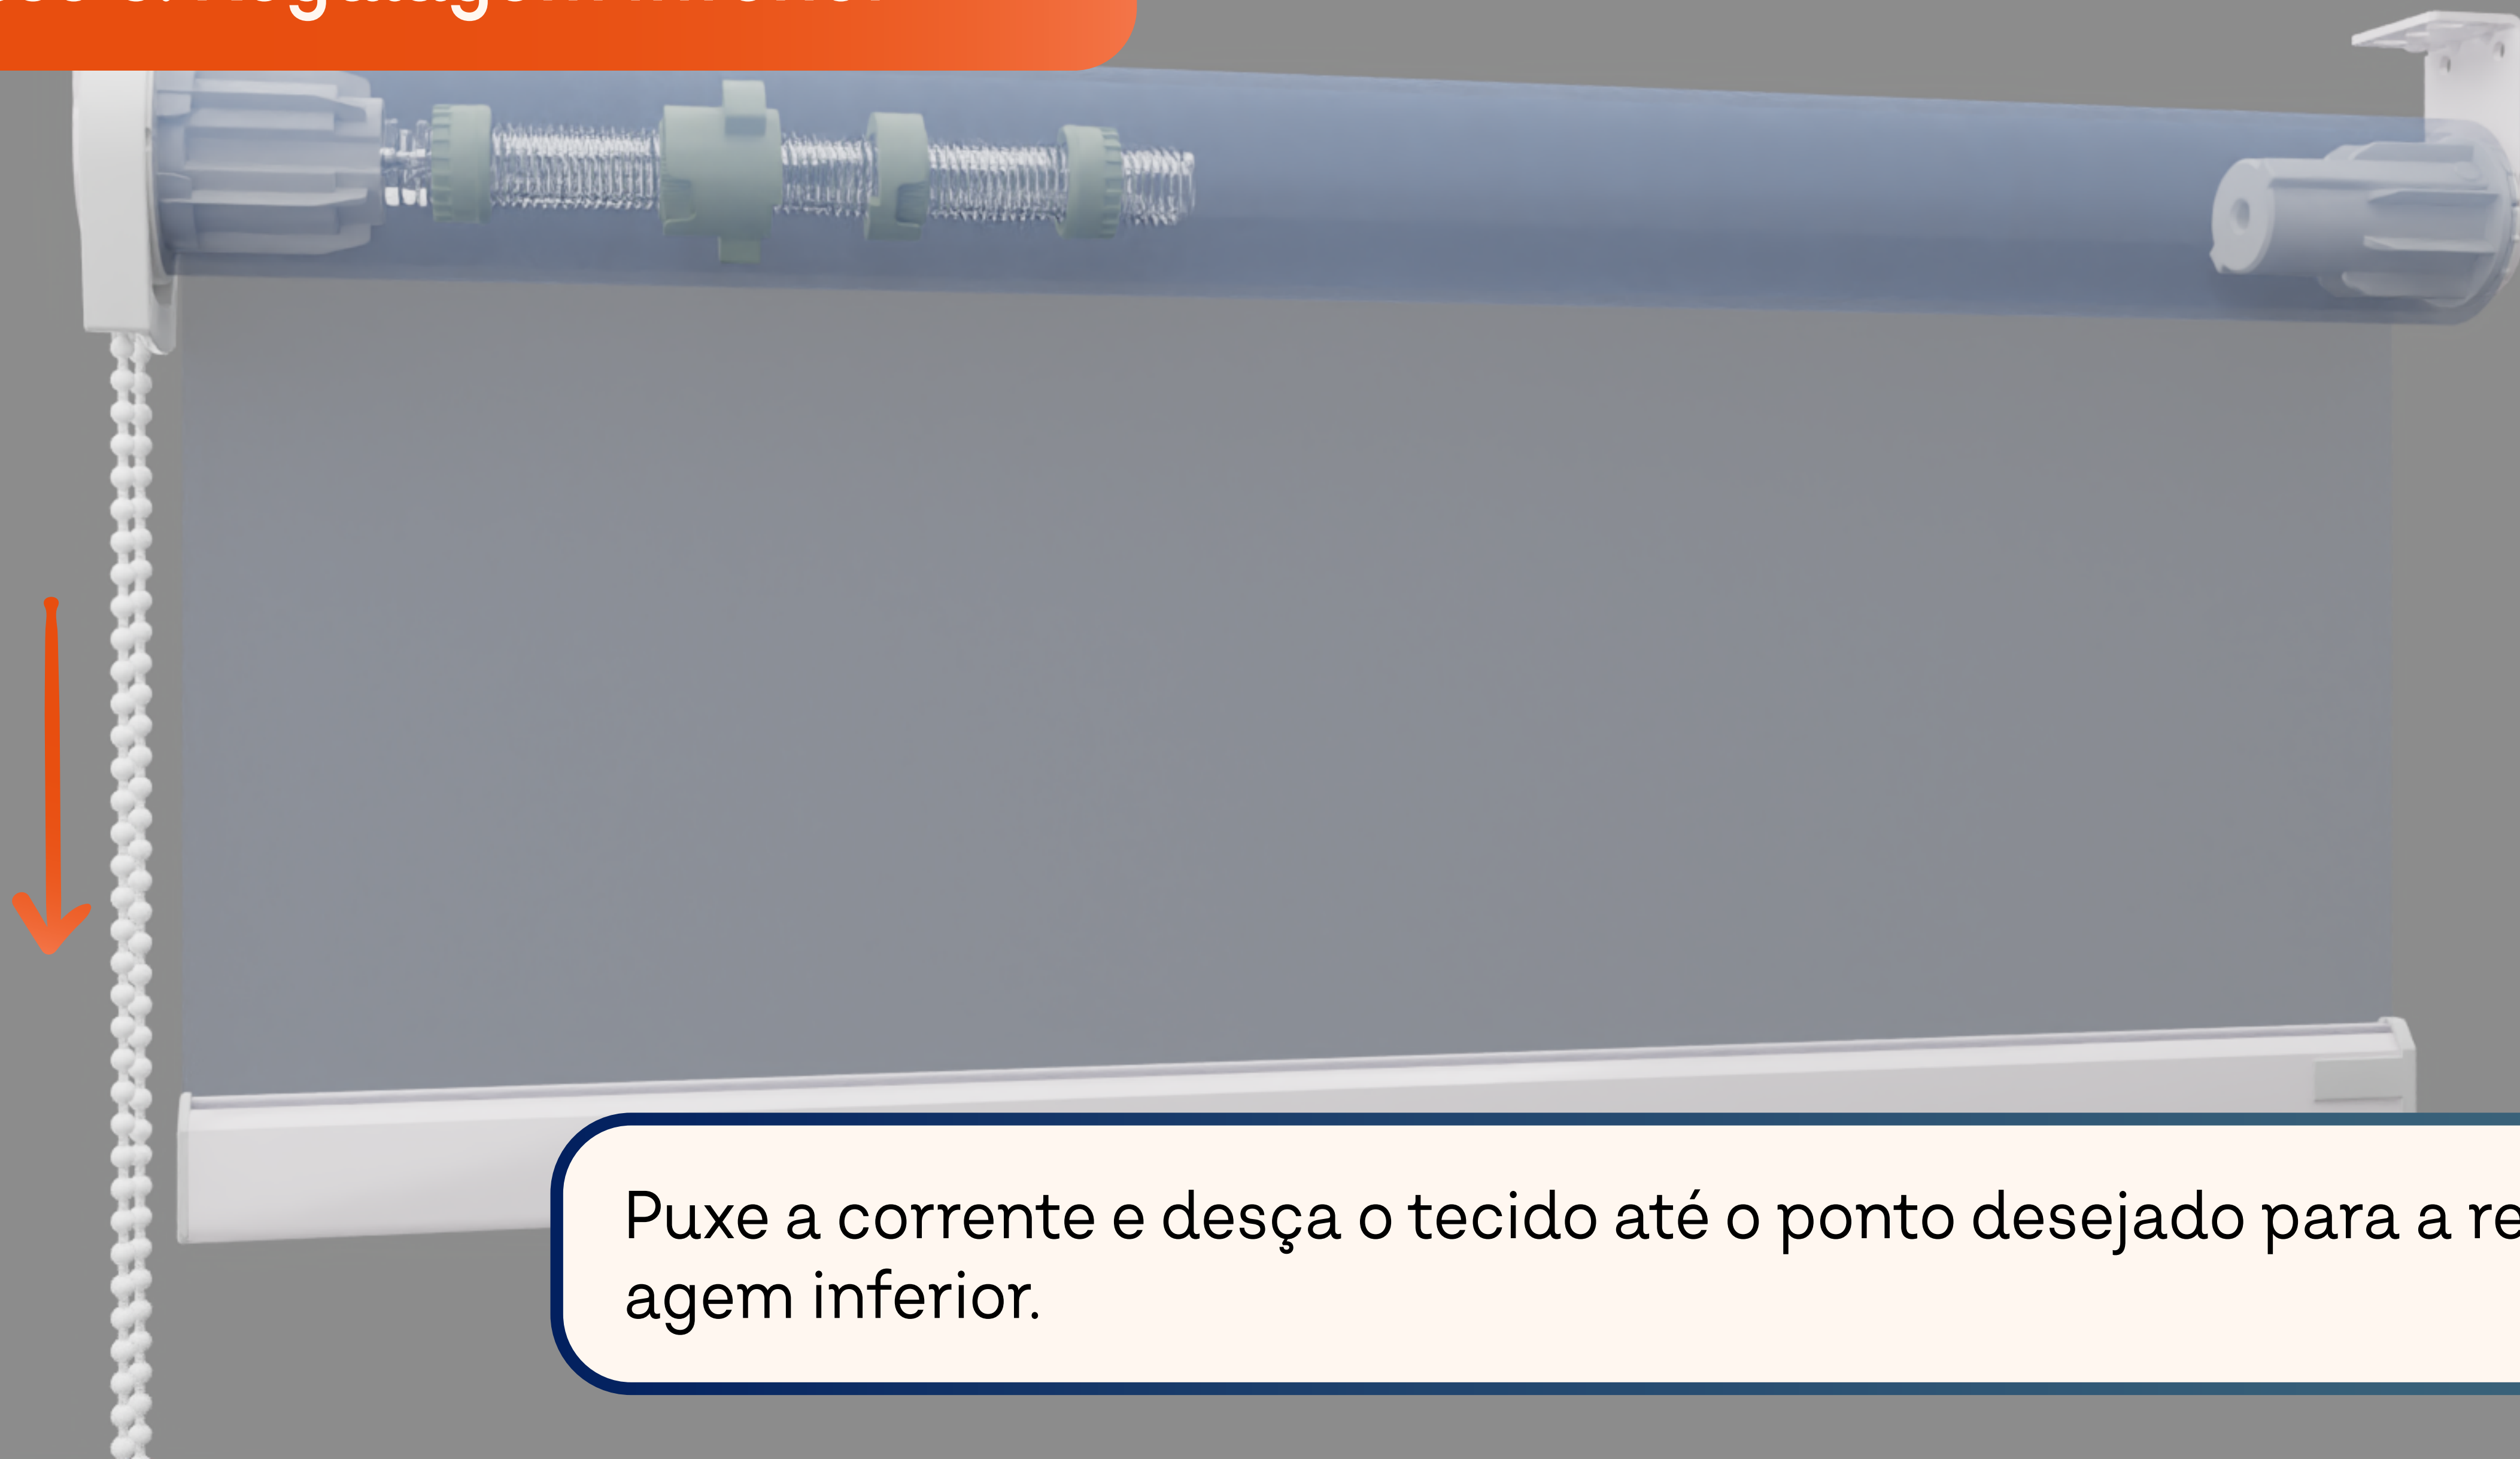 Puxe a corrente e desça o tecido até o ponto desejado para a re
agem inferior.